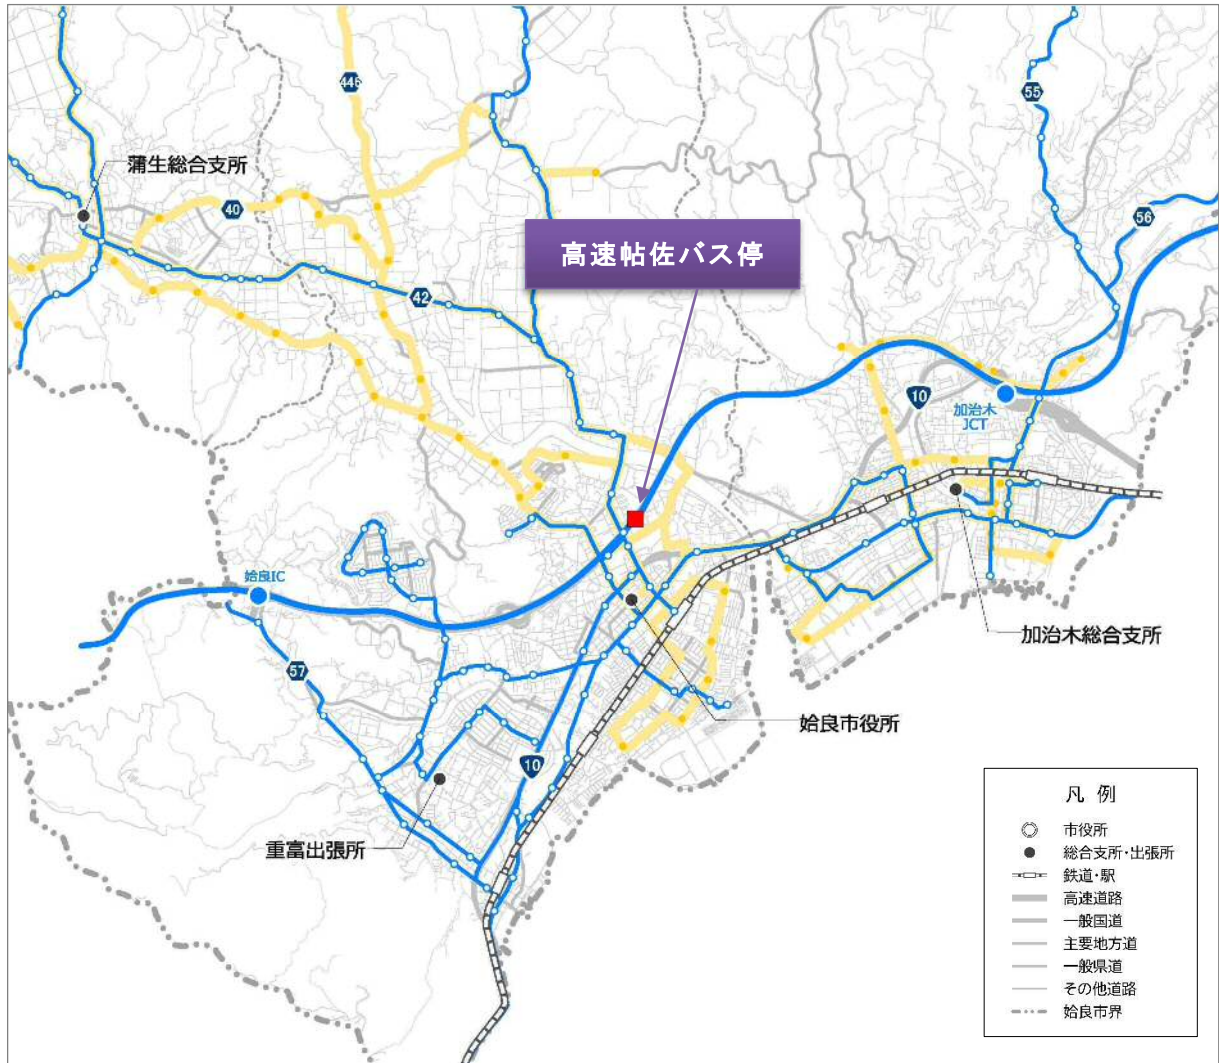 446
55
蒲生総合支所
40
56
高速帖佐バス停
42
10
加治木
JCT
姶良IC
加治木総合支所
57
姶良市役所
10
重富出張所
凡 例
市役所
総合支所・出張所
鉄道・駅
高速道路
一般国道
主要地方道
一般県道
その他道路
姶良市界